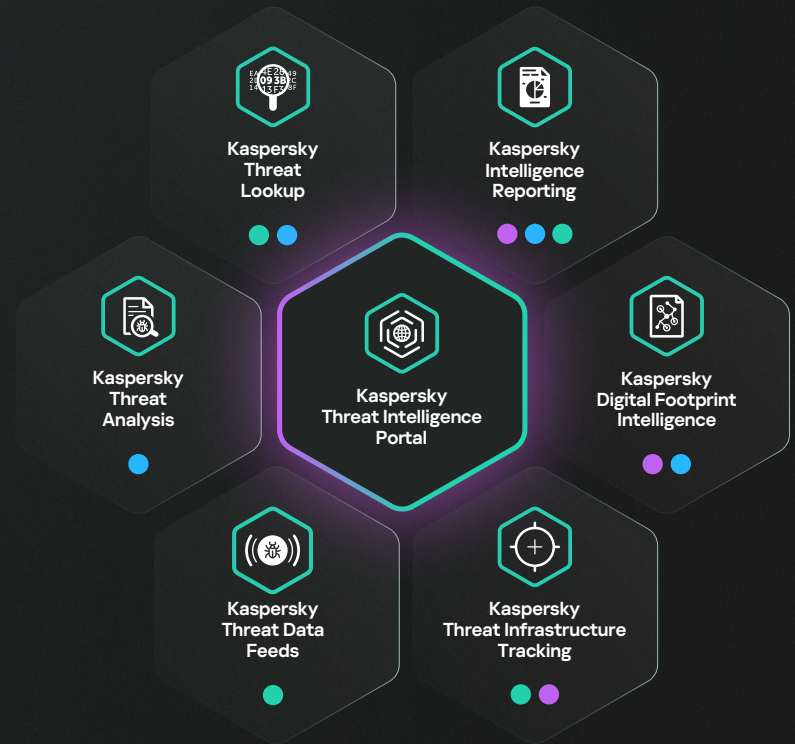 Kaspersky
Threat
Lookup
Kaspersky
Intelligence
Reporting
Kaspersky
Threat
Analysis
Kaspersky
Threat Intelligence
Portal
Kaspersky
Digital Footprint
Intelligence
Kaspersky
Threat Data
Feeds
Kaspersky
Threat Infrastructure
Tracking